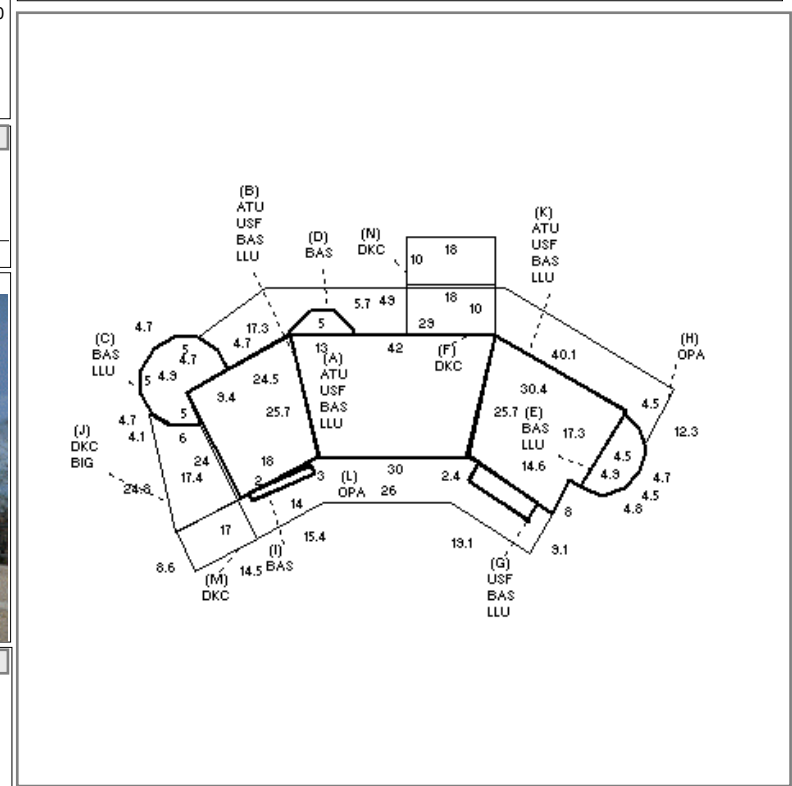 0
(B)
ATU
USF
BAS
LLU
(D)
BAS
(N)
DKC
(K)
ATU
USF
BAS
LLU
10
18
18
10
5.7
4.9
29
5
4.7
17.3
4.7
(C)
BAS
LLU
5
4.7
4.9
5
5
13
42
(A)
ATU
USF
BAS
LLU
(F)
DKC
40.1
(H)
OPA
24.5
9.4
25.7
30.4
25.7
(E)
BAS
LLU
17.3
4.5
12.3
4.7
4.1
6
(J)
DKC
BIG
24.8
24
17.4
18
2
3
(L)
OPA
30
26
2.4
14.6
4.5
4.9
4.7
4.5
4.8
14
15.4
17
8
9.1
19.1
8.6
14.5
(I)
BAS
(M)
DKC
(G)
USF
BAS
LLU